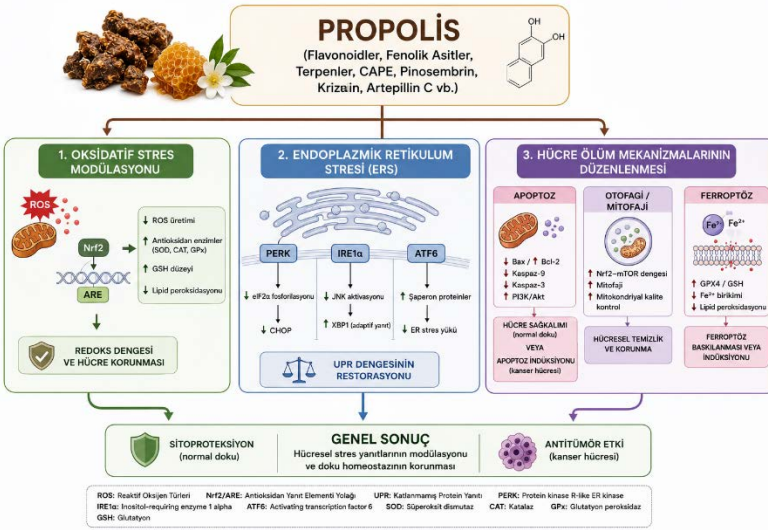 PROPOLİS
(Flavonoidler, Fenolik Asitler,
Terpenler, CAPE, Pinosembrin,
Krizain, Artepillin C vb.)
OH
OH
1. OKSİDATİF STRES
MODÜLASYONU
ROS
Nrf2
ARE
↓ ROS üretimi
↑ Antioksidan enzimler
(SOD, CAT, GPx)
↑ GSH düzeyi
↓ Lipid peroksidasyonu
REDOKS DENGESİ
VE HÜCRE KORUNMASI
2. ENDOPLAZMİK RETİKULUM
STRESİ (ERS)
PERK
IRE1α
ATF6
↓ eIF2α fosforilasyonu
↓ CHOP
↓ JNK aktivasyonu
↑ XBP1 (adaptif yanıt)
↑ Şaperon proteinler
↓ ER stres yükü
UPR DENGESİNİN
RESTORASYONU
3. HÜCRE ÖLÜM MEKANİZMALARININ
DÜZENLENMESİ
APOPTOZ
↓ Bax / ↑ Bcl-2
↓ Kaspaz-9
↓ Kaspaz-3
↑ PI3K/Akt
HÜCRE SAĞKALIMI
(normal doku)
VEYA
APOPTOZ İNDÜKSİYONU
(kanser hücresi)
OTOFAGİ /
MİTOFAJİ
↑ Nrf2–mTOR dengesi
↑ Mitofaji
↑ Mitokondriyal kalite
kontrol
HÜCRESEL TEMİZLİK
VE KORUNMA
FERROPTÖZ
Fe²⁺
↑ GPX4 / GSH
↓ Fe²⁺ birikimi
↓ Lipid peroksidasyonu
FERROPTÖZ
BASKILANMASI VEYA
İNDÜKSİYONU
SİTOPROTEKSİYON
(normal doku)
GENEL SONUÇ
Hücresel stres yanıtlarının modülasyonu
ve doku homeostazının korunması
ANTİTÜMÖR ETKİ
(kanser hücresi)
ROS: Reaktif Oksijen Türleri Nrf2/ARE: Antioksidan Yanıt Elementi Yolağı UPR: Katlanmamış Protein Yanıtı PERK: Protein kinase R-like ER kinase
IRE1α: Inositol-requiring enzyme 1 alpha ATF6: Activating transcription factor 6 SOD: Süperoksit dismutaz CAT: Katalaz GPx: Glutatyon peroksidaz
GSH: Glutatyon